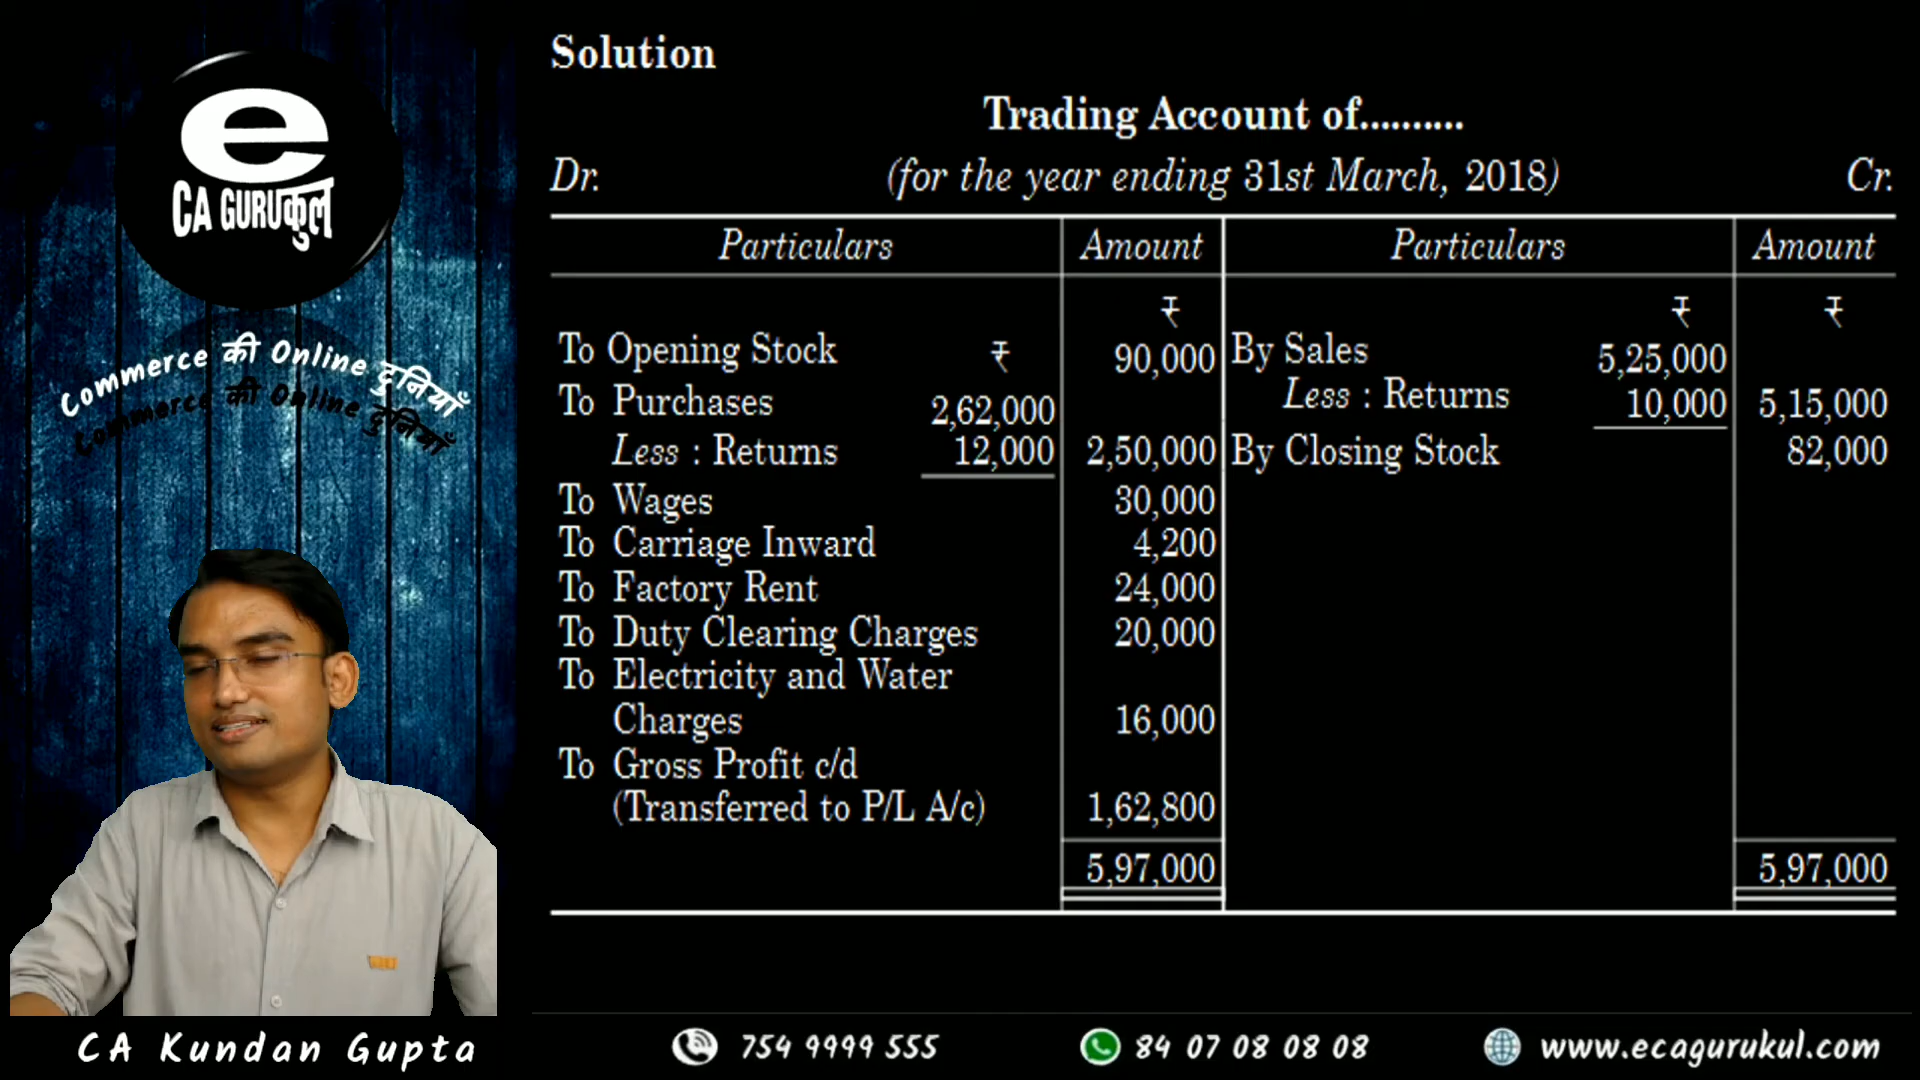 e
CA GURUकुल
Commerce की Online दुनियाँ
Solution
Trading Account of..........
Dr. (for the year ending 31st March, 2018) Cr.
Particulars Amount Particulars Amount
₹ ₹ ₹
To Opening Stock ₹ 90,000 By Sales 5,25,000
To Purchases 2,62,000 Less : Returns 10,000 5,15,000
Less : Returns 12,000 2,50,000 By Closing Stock 82,000
To Wages 30,000
To Carriage Inward 4,200
To Factory Rent 24,000
To Duty Clearing Charges 20,000
To Electricity and Water
Charges 16,000
To Gross Profit c/d
(Transferred to P/L A/c) 1,62,800
5,97,000 5,97,000
CA Kundan Gupta 754 9999 555 84 07 08 08 08 www.ecagurukul.com